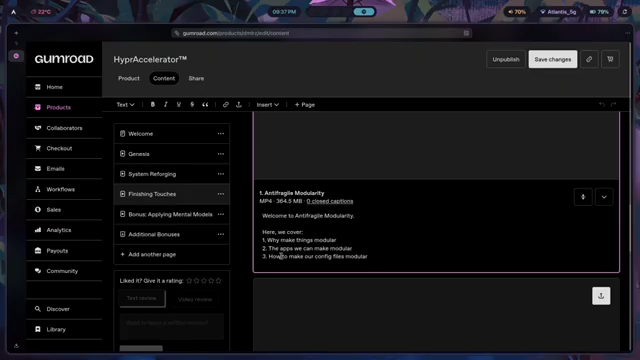 22°C
09:37 PM
70%
Atlantis_5g
79%
gumroad.com/products/dmtrz/edit/content
gumroad
HyprAccelerator™
Unpublish
Save changes
Product
Content
Share
Home
Products
Collaborators
Checkout
Emails
Workflows
Sales
Analytics
Payouts
Community
Discover
Library
Text
B I U S
Insert
+ Page
Welcome
Genesis
System Reforging
Finishing Touches
Bonus: Applying Mental Models
Additional Bonuses
+ Add another page
Liked it? Give it a rating:
Text review
Video review
1. Antifragile Modularity
MP4 · 364.5 MB · 0 closed captions
Welcome to Antifragile Modularity.
Here, we cover:
1. Why make things modular
2. The apps we can make modular
3. How to make our config files modular